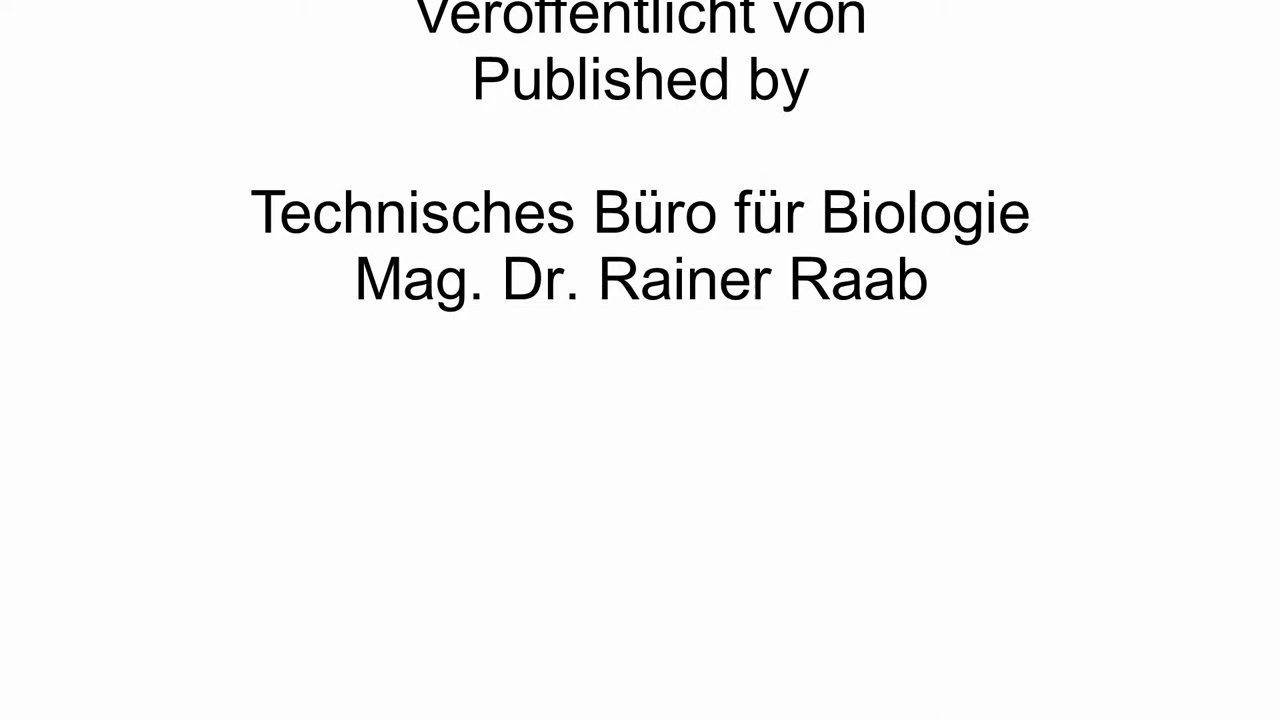 Veröffentlicht von
Published by
Technisches Büro für Biologie
Mag. Dr. Rainer Raab